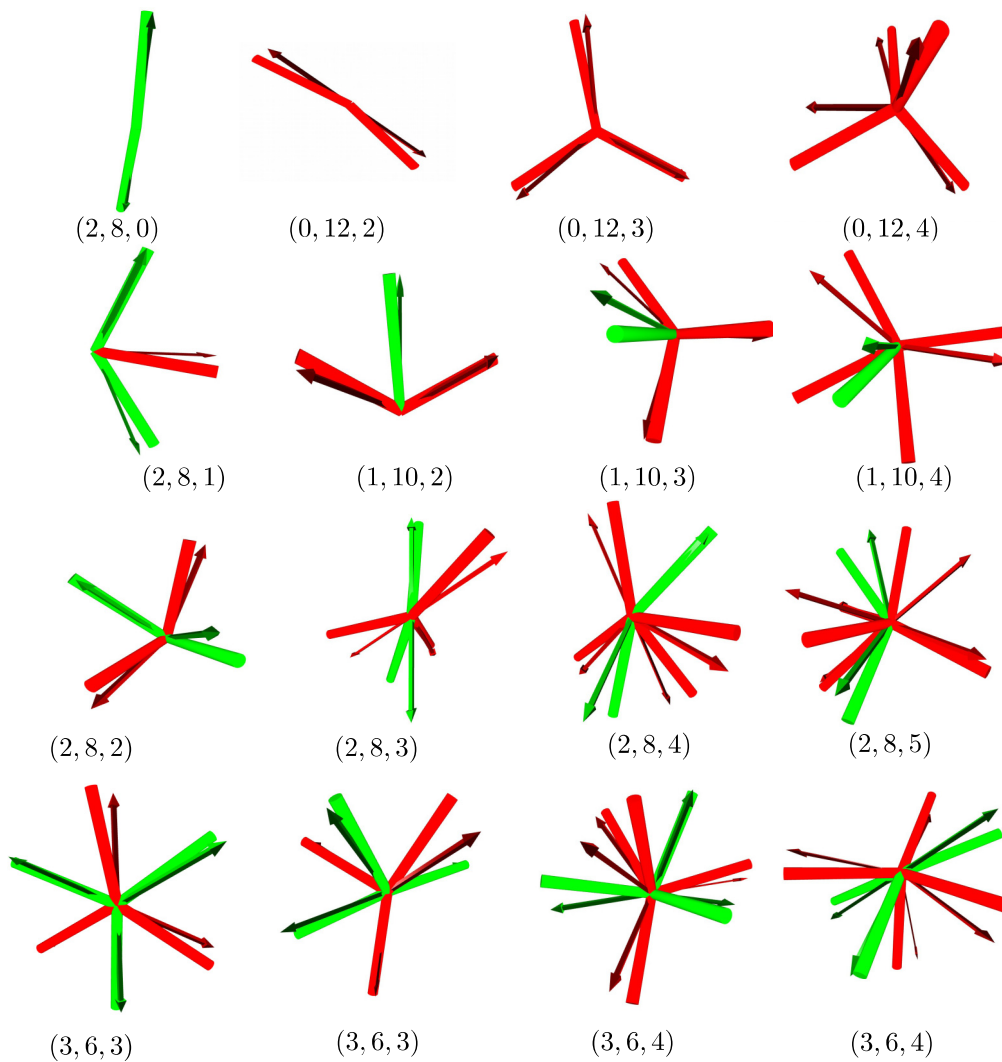 (2, 8, 0) (0, 12, 2) (0, 12, 3) (0, 12, 4)
(2, 8, 1) (1, 10, 2) (1, 10, 3) (1, 10, 4)
(2, 8, 2) (2, 8, 3) (2, 8, 4) (2, 8, 5)
(3, 6, 3) (3, 6, 3) (3, 6, 4) (3, 6, 4)